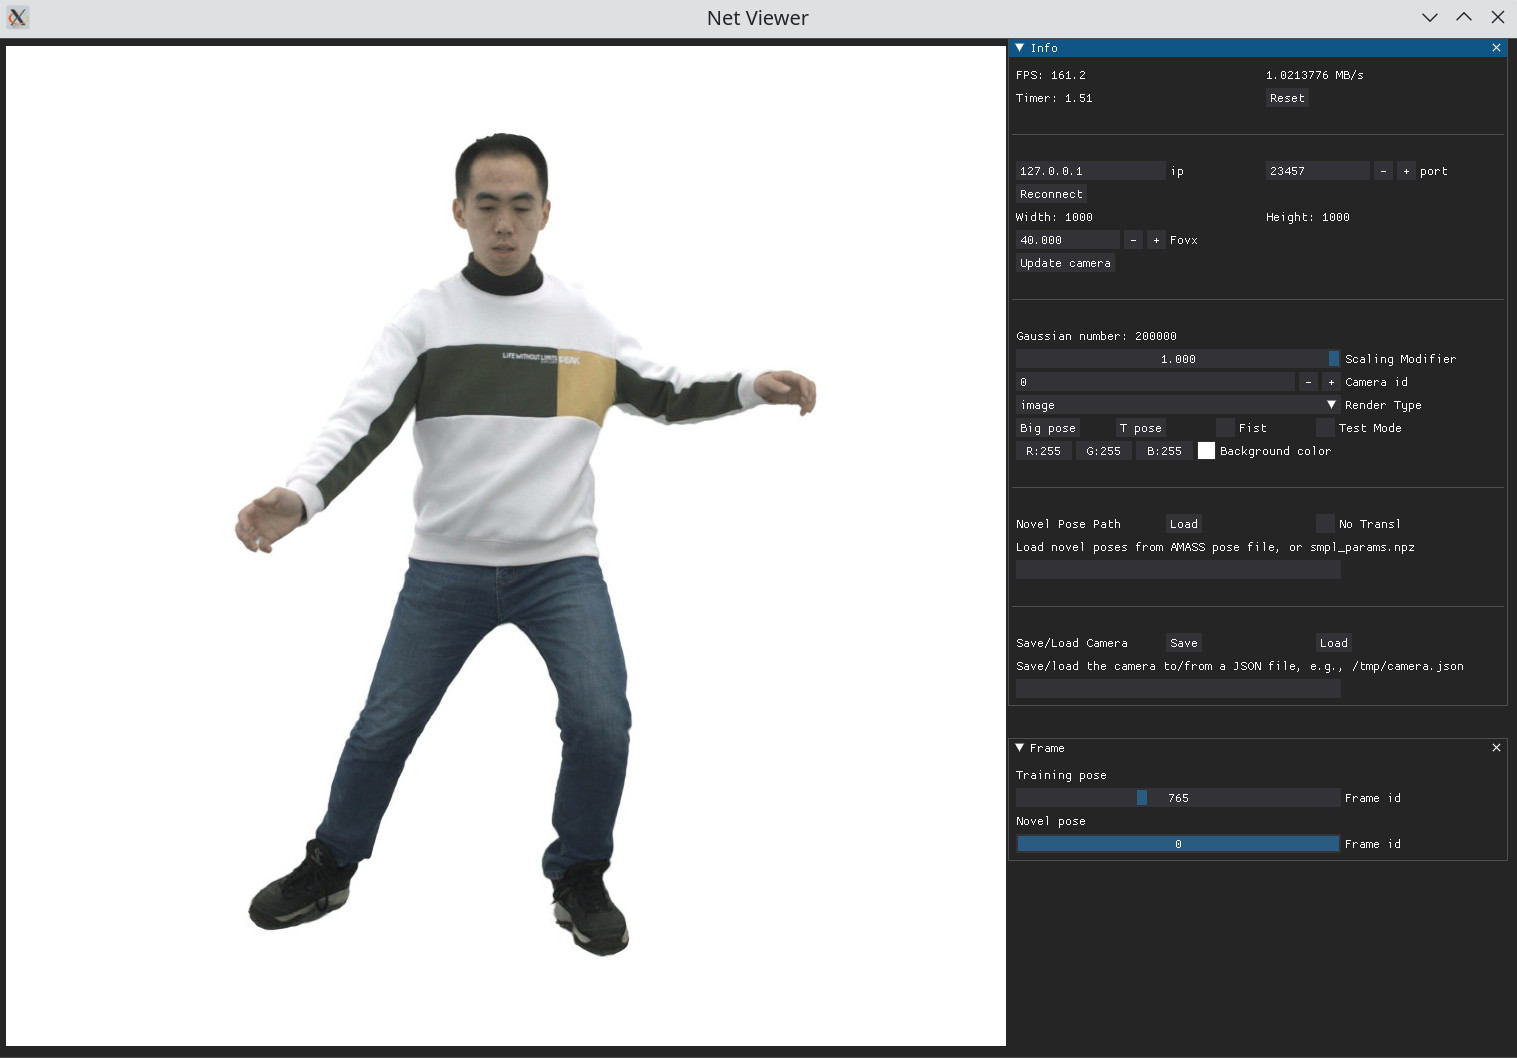 Net Viewer
Info
FPS: 161.2 1.0213776 MB/s
Timer: 1.51 Reset
127.0.0.1 ip 23457 - + port
Reconnect
Width: 1000 Height: 1000
40.000 - + Fovx
Update camera
Gaussian number: 200000
1.000 Scaling Modifier
0 - + Camera id
image Render Type
Big pose T pose Fist Test Mode
R:255 G:255 B:255 Background color
Novel Pose Path Load No Transl
Load novel poses from AMASS pose file, or smpl_params.npz
Save/Load Camera Save Load
Save/load the camera to/from a JSON file, e.g., /tmp/camera.json
Frame
Training pose
765 Frame id
Novel pose
0 Frame id
LIFE WITHOUT LIMITS PEAK